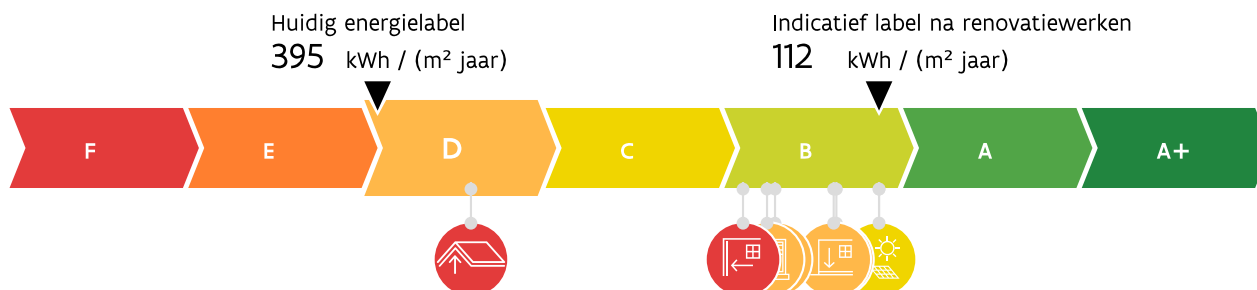 Huidig energielabel
395 kWh / (m² jaar)
Indicatief label na renovatiewerken
112 kWh / (m² jaar)
F E D C B A A+